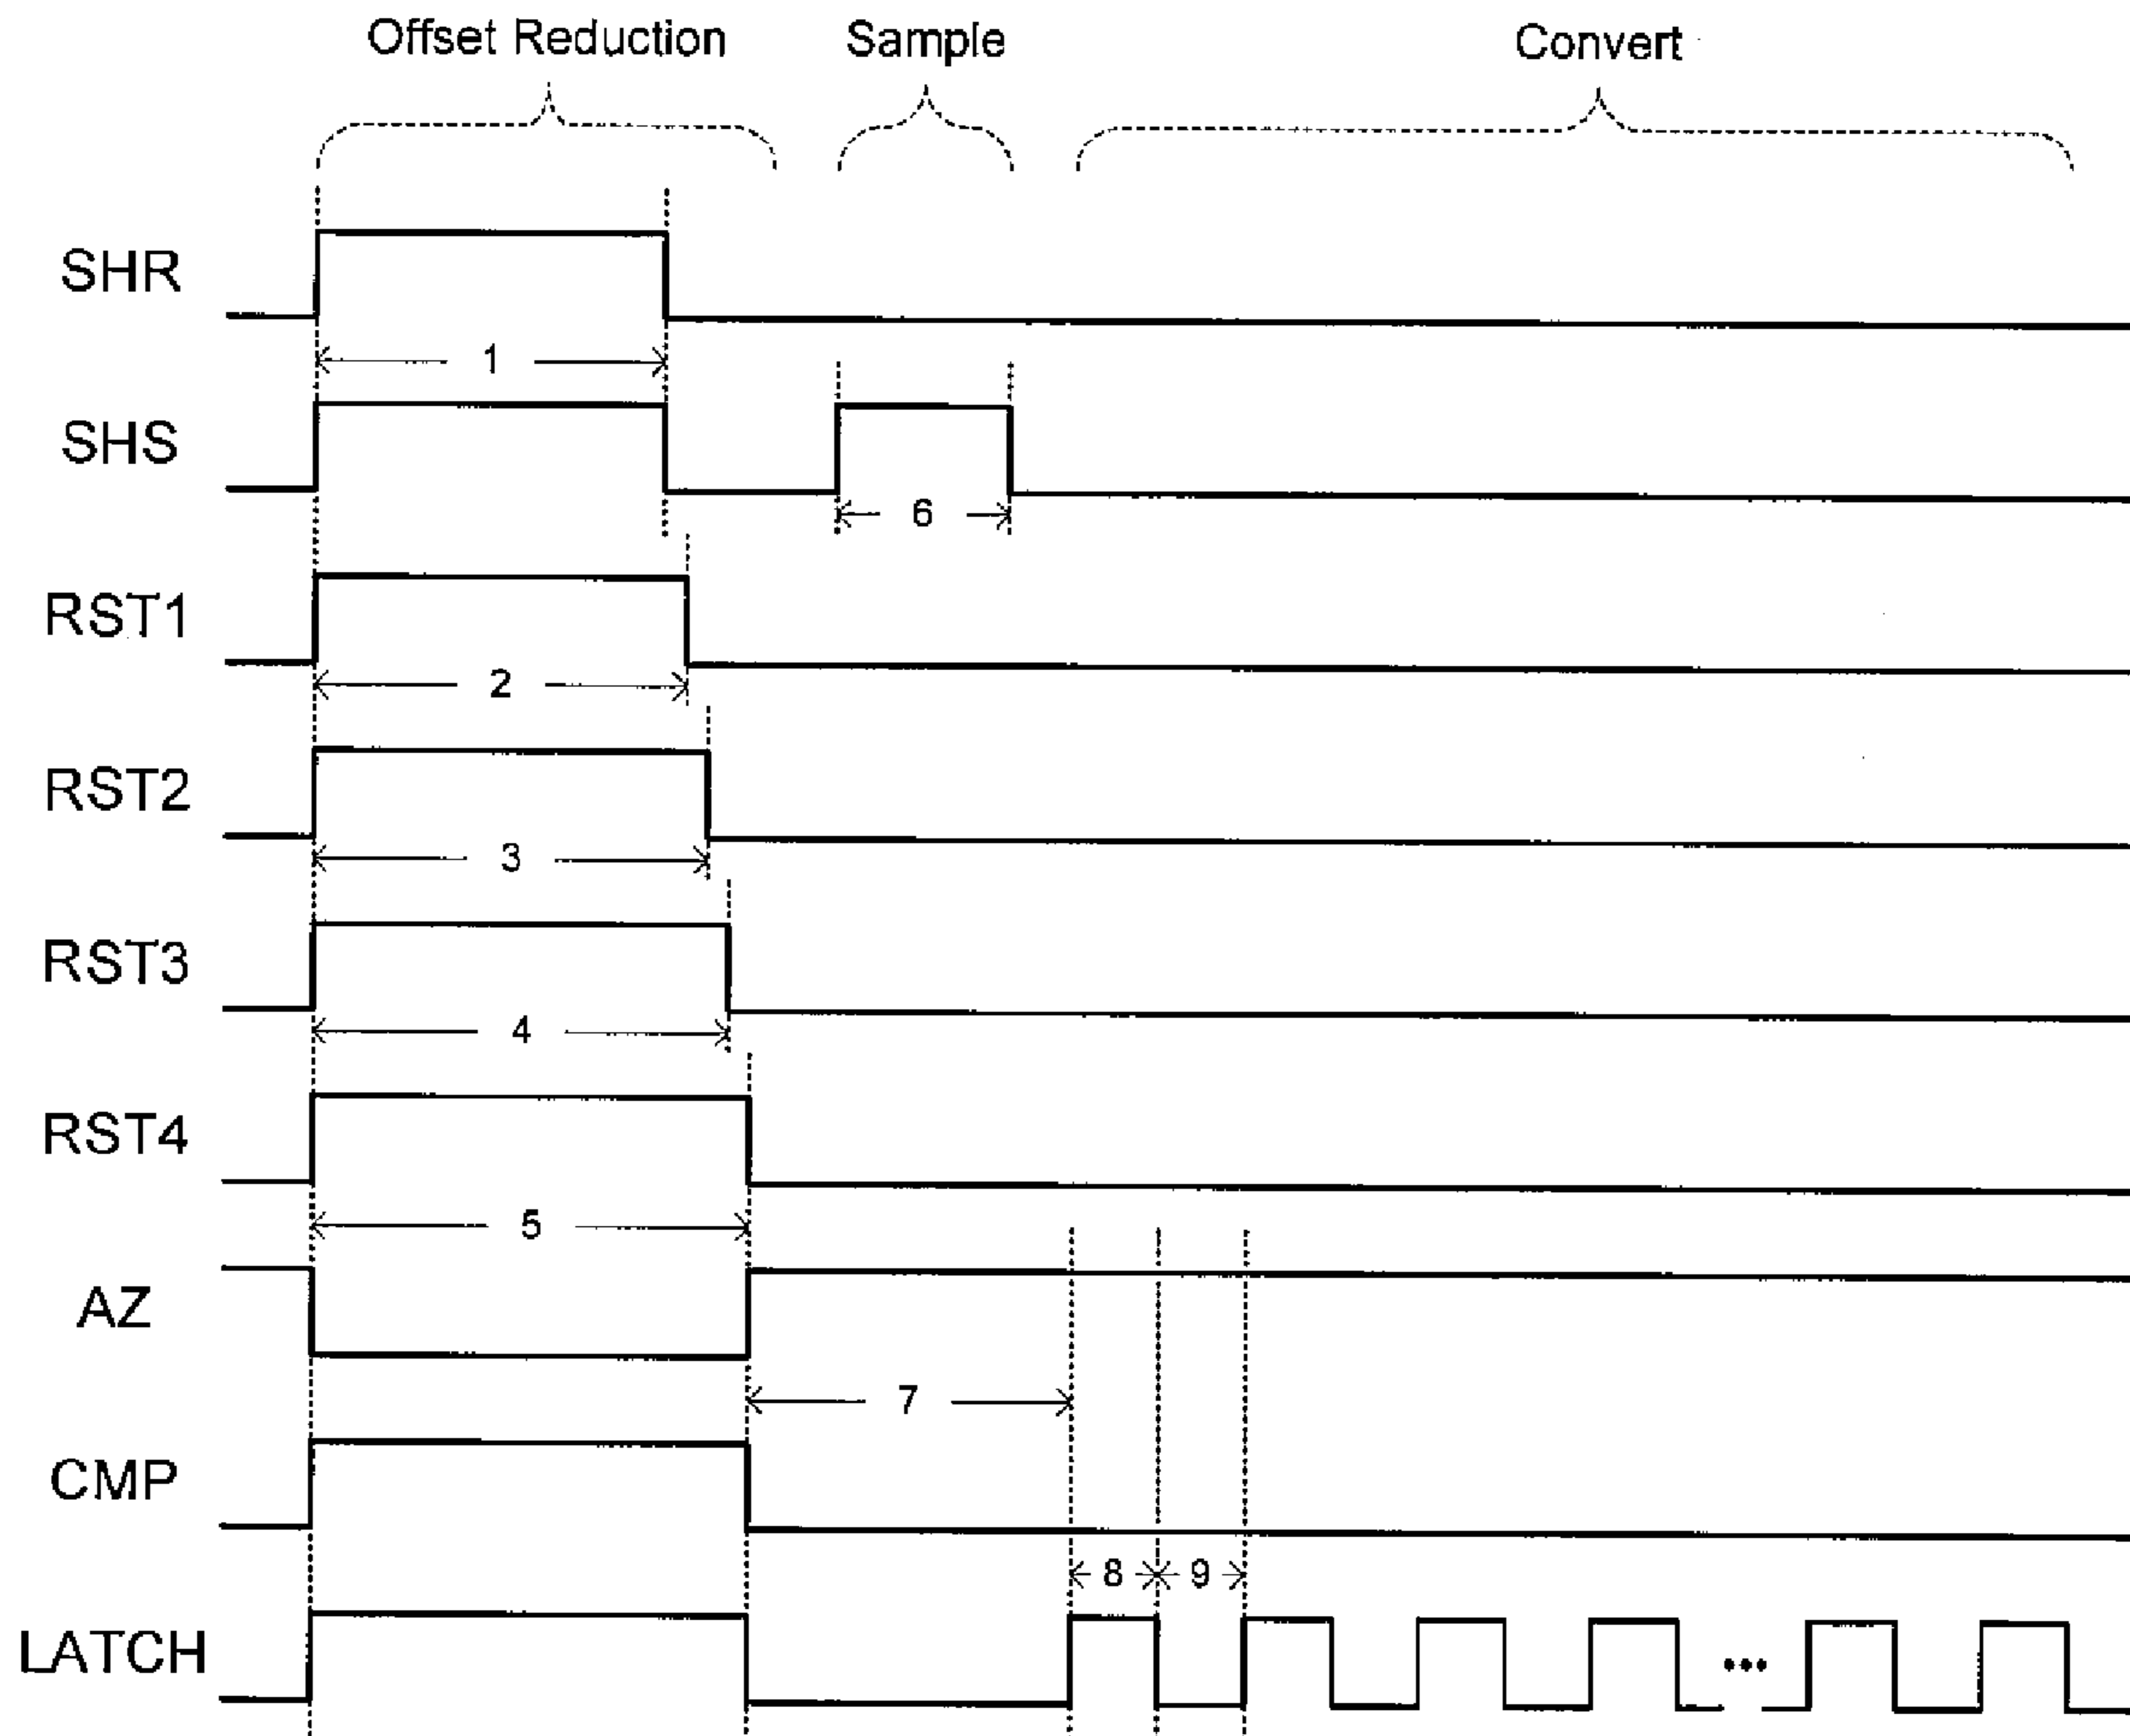 Offset Reduction
Sample
Convert
SHR
1
SHS
6
RST1
2
RST2
3
RST3
4
RST4
5
AZ
7
CMP
8
9
LATCH
...